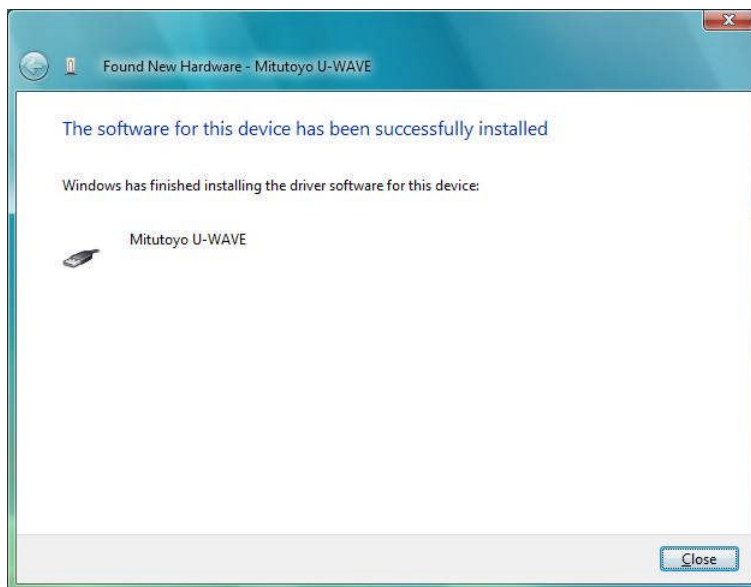 Found New Hardware - Mitutoyo U-WAVE
The software for this device has been successfully installed
Windows has finished installing the driver software for this device:
Mitutoyo U-WAVE
Close